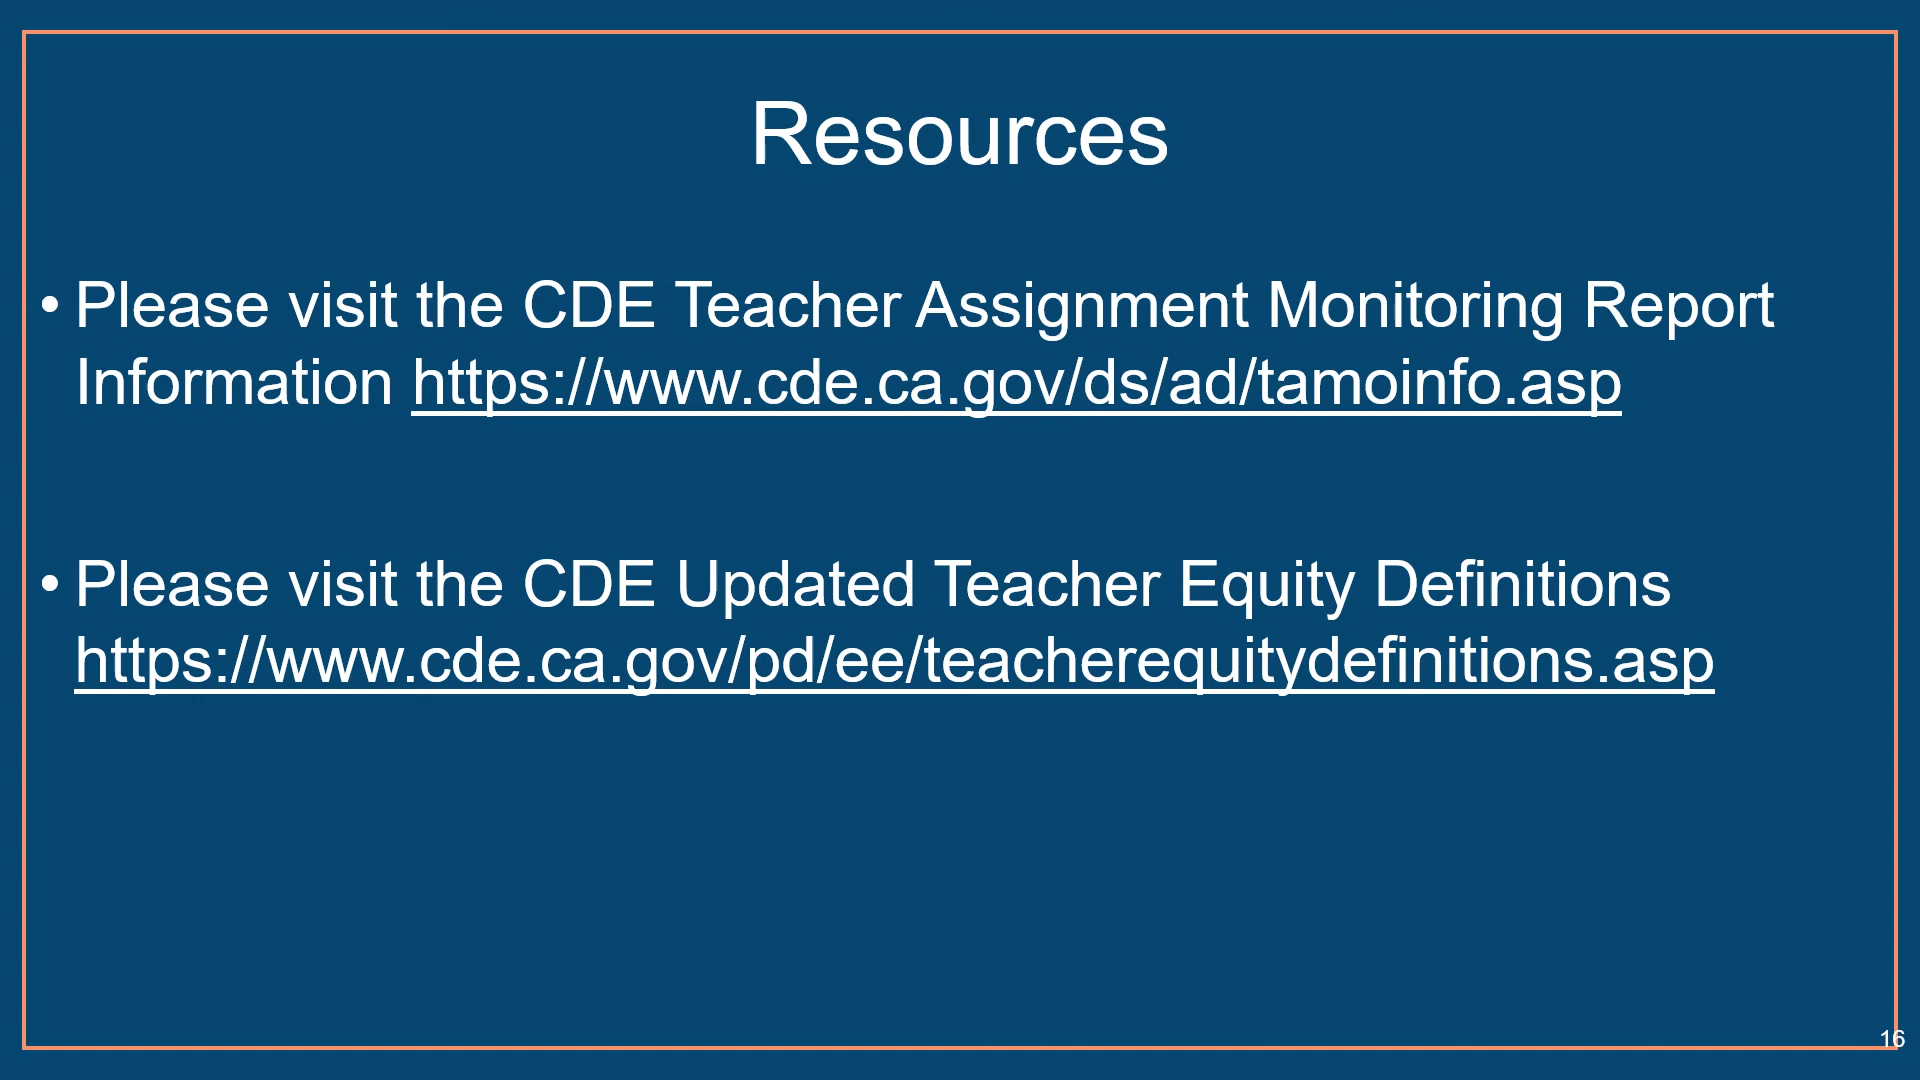 Resources
• Please visit the CDE Teacher Assignment Monitoring Report
Information https://www.cde.ca.gov/ds/ad/tamoinfo.asp
• Please visit the CDE Updated Teacher Equity Definitions
https://www.cde.ca.gov/pd/ee/teacherequitydefinitions.asp
16